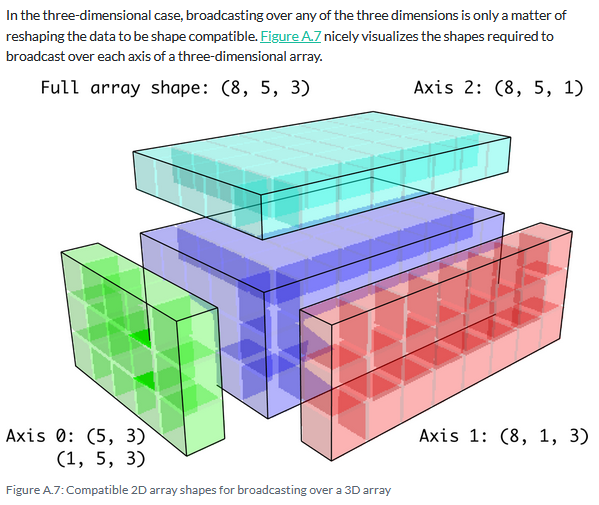 In the three-dimensional case, broadcasting over any of the three dimensions is only a matter of
reshaping the data to be shape compatible. Figure A.7 nicely visualizes the shapes required to
broadcast over each axis of a three-dimensional array.
Full array shape: (8, 5, 3)
Axis 2: (8, 5, 1)
Axis 0: (5, 3)
(1, 5, 3)
Axis 1: (8, 1, 3)
Figure A.7: Compatible 2D array shapes for broadcasting over a 3D array